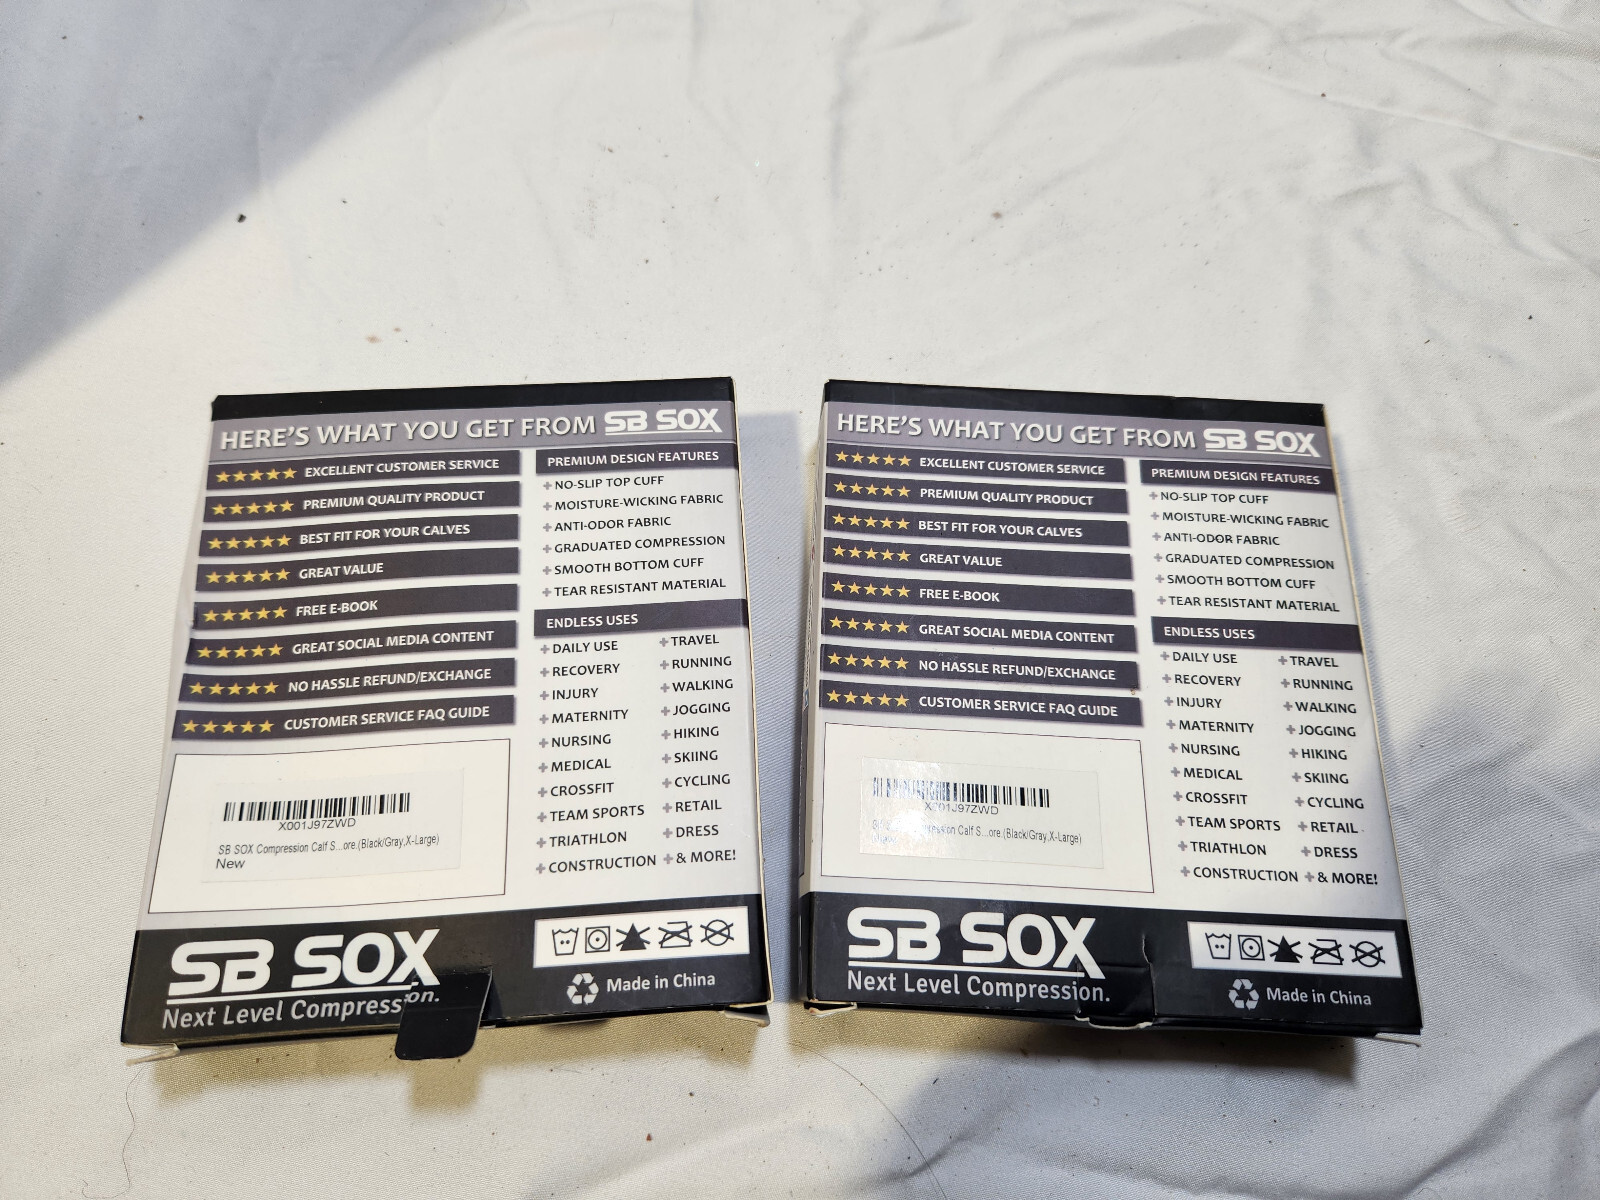 HERE'S WHAT YOU GET FROM SB SOX
★★★★★ EXCELLENT CUSTOMER SERVICE
★★★★★ PREMIUM QUALITY PRODUCT
★★★★★ BEST FIT FOR YOUR CALVES
★★★★★ GREAT VALUE
★★★★★ FREE E-BOOK
★★★★★ GREAT SOCIAL MEDIA CONTENT
★★★★★ NO HASSLE REFUND/EXCHANGE
★★★★★ CUSTOMER SERVICE FAQ GUIDE
PREMIUM DESIGN FEATURES
+ NO-SLIP TOP CUFF
+ MOISTURE-WICKING FABRIC
+ ANTI-ODOR FABRIC
+ GRADUATED COMPRESSION
+ SMOOTH BOTTOM CUFF
+ TEAR RESISTANT MATERIAL
ENDLESS USES
+ DAILY USE
+ RECOVERY
+ INJURY
+ MATERNITY
+ NURSING
+ MEDICAL
+ CROSSFIT
+ TEAM SPORTS
+ TRIATHLON
+ CONSTRUCTION
+ TRAVEL
+ RUNNING
+ WALKING
+ JOGGING
+ HIKING
+ SKIING
+ CYCLING
+ RETAIL
+ DRESS
+ & MORE!
X001J97ZWD
SB SOX Compression Calf S...ore.(Black/Gray,X-Large)
New
SB SOX
Next Level Compression.
Made in China
HERE'S WHAT YOU GET FROM SB SOX
★★★★★ EXCELLENT CUSTOMER SERVICE
★★★★★ PREMIUM QUALITY PRODUCT
★★★★★ BEST FIT FOR YOUR CALVES
★★★★★ GREAT VALUE
★★★★★ FREE E-BOOK
★★★★★ GREAT SOCIAL MEDIA CONTENT
★★★★★ NO HASSLE REFUND/EXCHANGE
★★★★★ CUSTOMER SERVICE FAQ GUIDE
PREMIUM DESIGN FEATURES
+ NO-SLIP TOP CUFF
+ MOISTURE-WICKING FABRIC
+ ANTI-ODOR FABRIC
+ GRADUATED COMPRESSION
+ SMOOTH BOTTOM CUFF
+ TEAR RESISTANT MATERIAL
ENDLESS USES
+ DAILY USE
+ RECOVERY
+ INJURY
+ MATERNITY
+ NURSING
+ MEDICAL
+ CROSSFIT
+ TEAM SPORTS
+ TRIATHLON
+ CONSTRUCTION
+ TRAVEL
+ RUNNING
+ WALKING
+ JOGGING
+ HIKING
+ SKIING
+ CYCLING
+ RETAIL
+ DRESS
+ & MORE!
X001J97ZWD
Calf S...ore.(Black/Gray,X-Large)
SB SOX
Next Level Compression.
Made in China